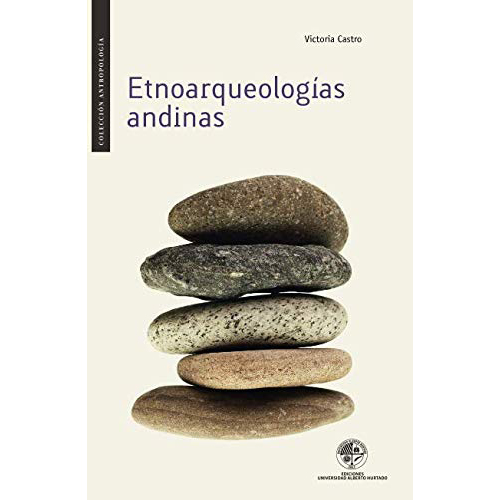 Victoria Castro
COLECCIÓN ANTROPOLOGÍA
Etnoarqueologías
andinas
EDICIONES
UNIVERSIDAD ALBERTO HURTADO